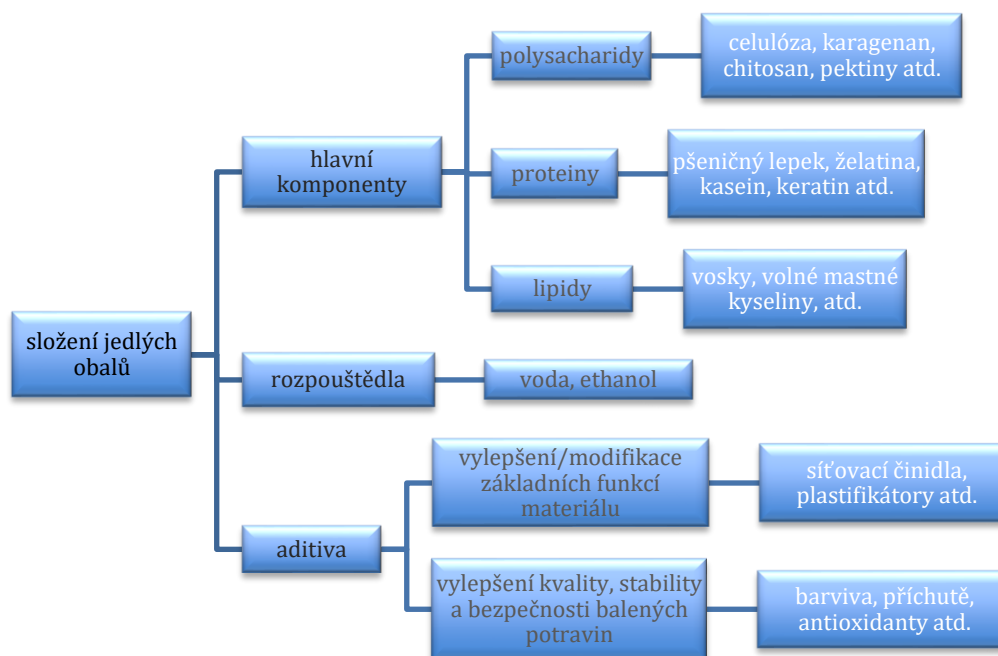 složení jedlých
obalů
hlavní
komponenty
polysacharidy
celulóza, karagenan,
chitosan, pektiny atd.
proteiny
pšeničný lepek, želatina,
kasein, keratin atd.
lipidy
vosky, volné mastné
kyseliny, atd.
rozpouštědla
voda, ethanol
aditiva
vylepšení/modifikace
základních funkcí
materiálu
síťovací činidla,
plastifikátory atd.
vylepšení kvality, stability
a bezpečnosti balených
potravin
barviva, příchutě,
antioxidanty atd.